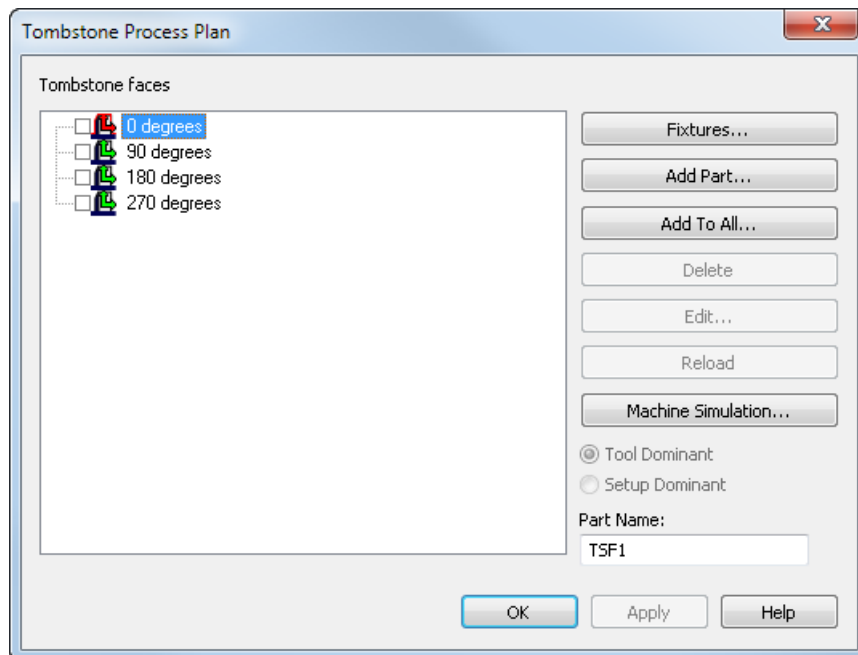 Tombstone Process Plan
Tombstone faces
0 degrees
90 degrees
180 degrees
270 degrees
Fixtures...
Add Part...
Add To All...
Delete
Edit...
Reload
Machine Simulation...
Tool Dominant
Setup Dominant
Part Name:
TSF1
OK
Apply
Help